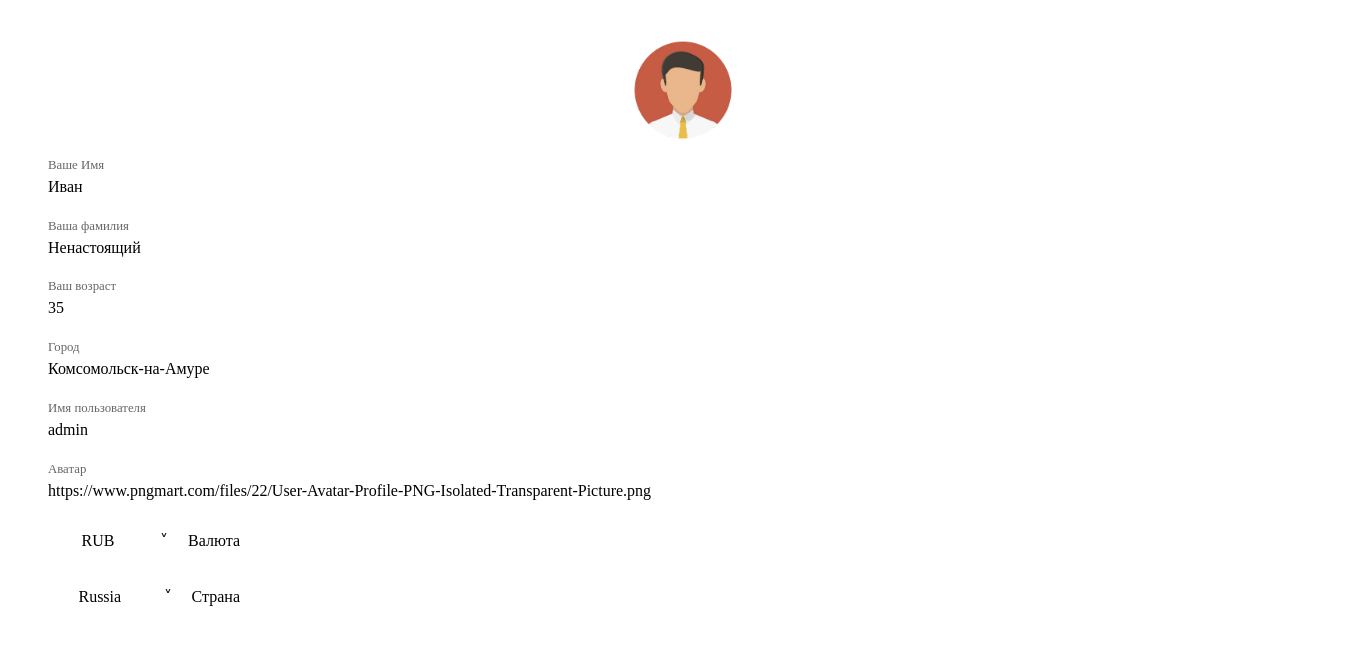 Ваше Имя
Иван
Ваша фамилия
Ненастоящий
Ваш возраст
35
Город
Комсомольск-на-Амуре
Имя пользователя
admin
Аватар
https://www.pngmart.com/files/22/User-Avatar-Profile-PNG-Isolated-Transparent-Picture.png
RUB ˅ Валюта
Russia ˅ Страна